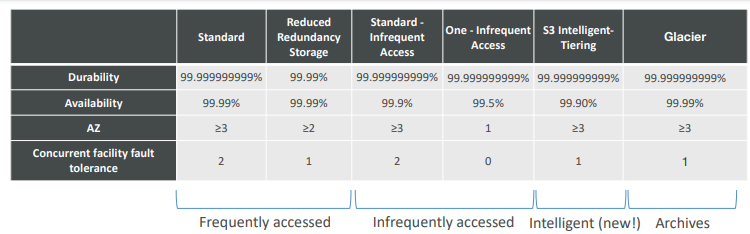 Standard	Reduced Redundancy Storage	Standard - Infrequent Access	One - Infrequent Access	S3 Intelligent-Tiering	Glacier
Durability	99.999999999%	99.99%	99.999999999%	99.999999999%	99.999999999%	99.999999999%
Availability	99.99%	99.99%	99.9%	99.5%	99.90%	99.99%
AZ	≥3	≥2	≥3	1	≥3	≥3
Concurrent facility fault tolerance	2	1	2	0	1	1
Frequently accessed	Infrequently accessed	Intelligent (new!)	Archives